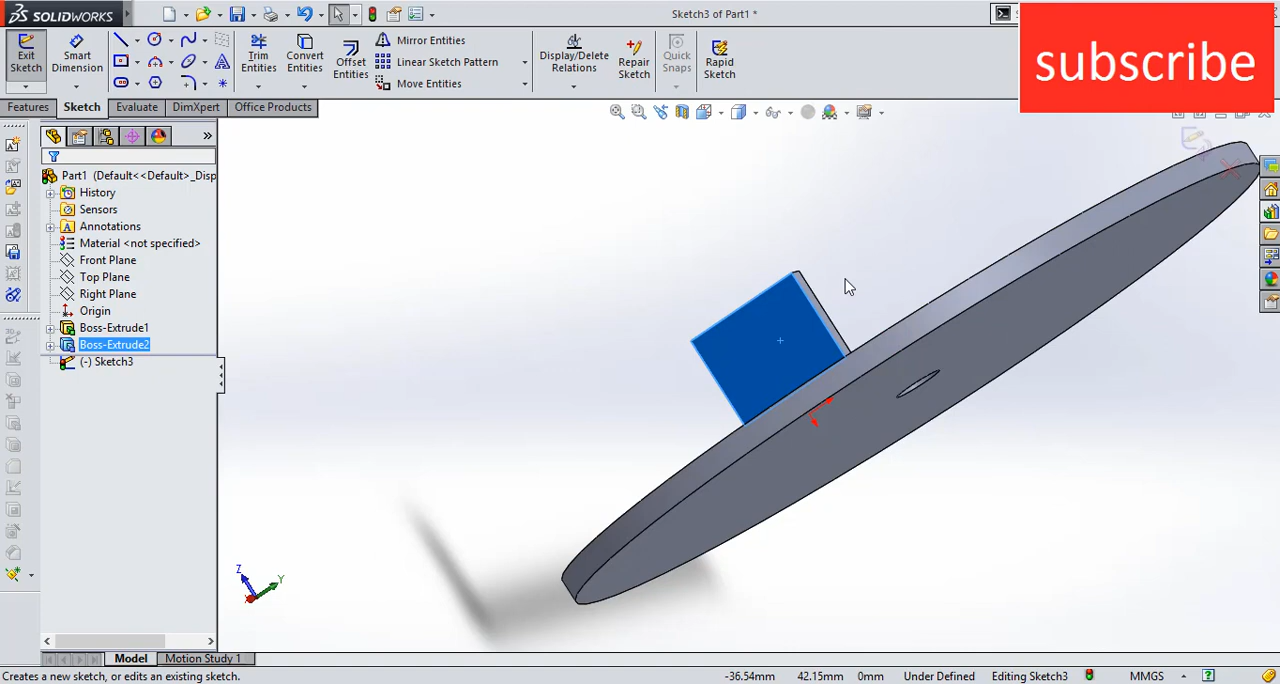 SOLIDWORKS
Sketch3 of Part1 *
subscribe
Exit Sketch
Smart Dimension
Trim Entities
Convert Entities
Offset Entities
Mirror Entities
Linear Sketch Pattern
Move Entities
Display/Delete Relations
Repair Sketch
Quick Snaps
Rapid Sketch
Features
Sketch
Evaluate
DimXpert
Office Products
Part1 (Default<<Default>_Disp
History
Sensors
Annotations
Material <not specified>
Front Plane
Top Plane
Right Plane
Origin
Boss-Extrude1
Boss-Extrude2
(-) Sketch3
Z
Y
Model
Motion Study 1
Creates a new sketch, or edits an existing sketch.
-36.54mm
42.15mm
0mm
Under Defined
Editing Sketch3
MMGS